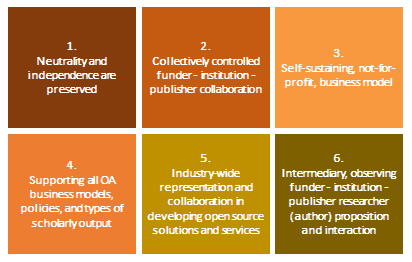 1.
Neutrality and
independence are
preserved
2.
Collectively controlled
funder - institution -
publisher collaboration
3.
Self-sustaining, not-for-
profit, business model
4.
Supporting all OA
business models,
policies, and types of
scholarly output
5.
Industry-wide
representation and
collaboration in
developing open source
solutions and services
6.
Intermediary, observing
funder - institution -
publisher researcher
(author) proposition
and interaction